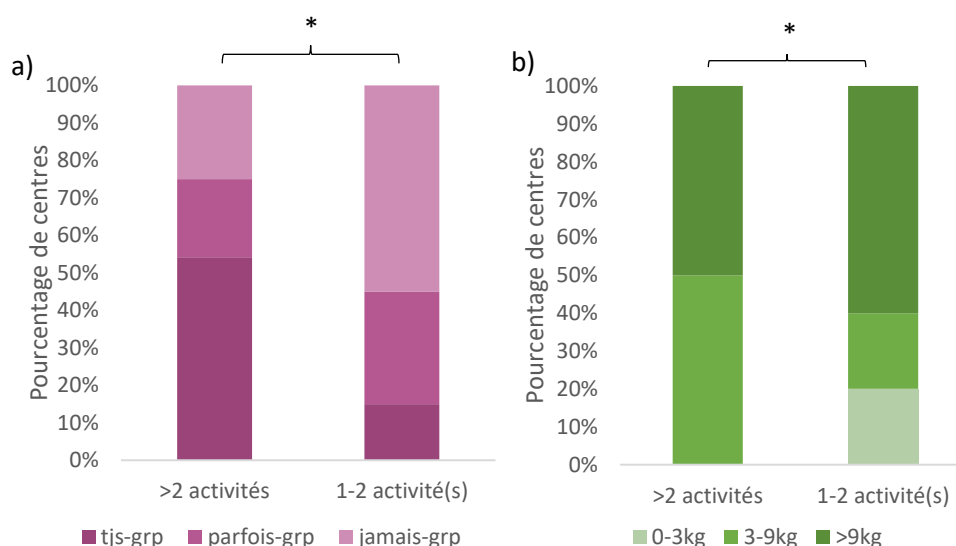 *
a)
Pourcentage de centres
100%
90%
80%
70%
60%
50%
40%
30%
20%
10%
0%
>2 activités
1-2 activité(s)
tjs-grp
parfois-grp
jamais-grp
*
b)
Pourcentage de centres
100%
90%
80%
70%
60%
50%
40%
30%
20%
10%
0%
>2 activités
1-2 activité(s)
0-3kg
3-9kg
>9kg